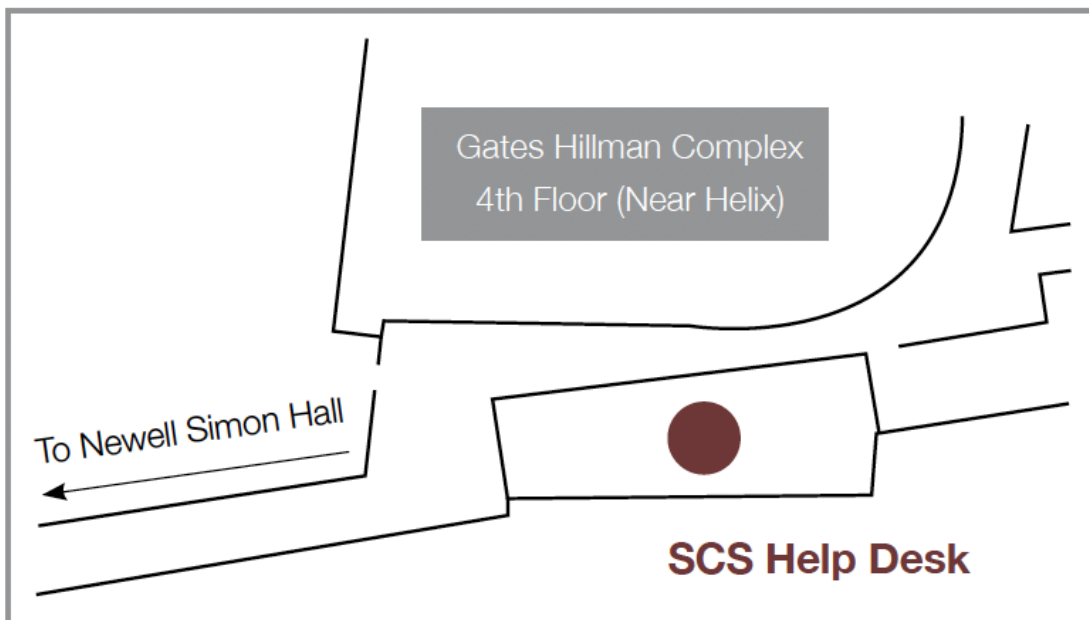 Gates Hillman Complex
4th Floor (Near Helix)
To Newell Simon Hall
SCS Help Desk